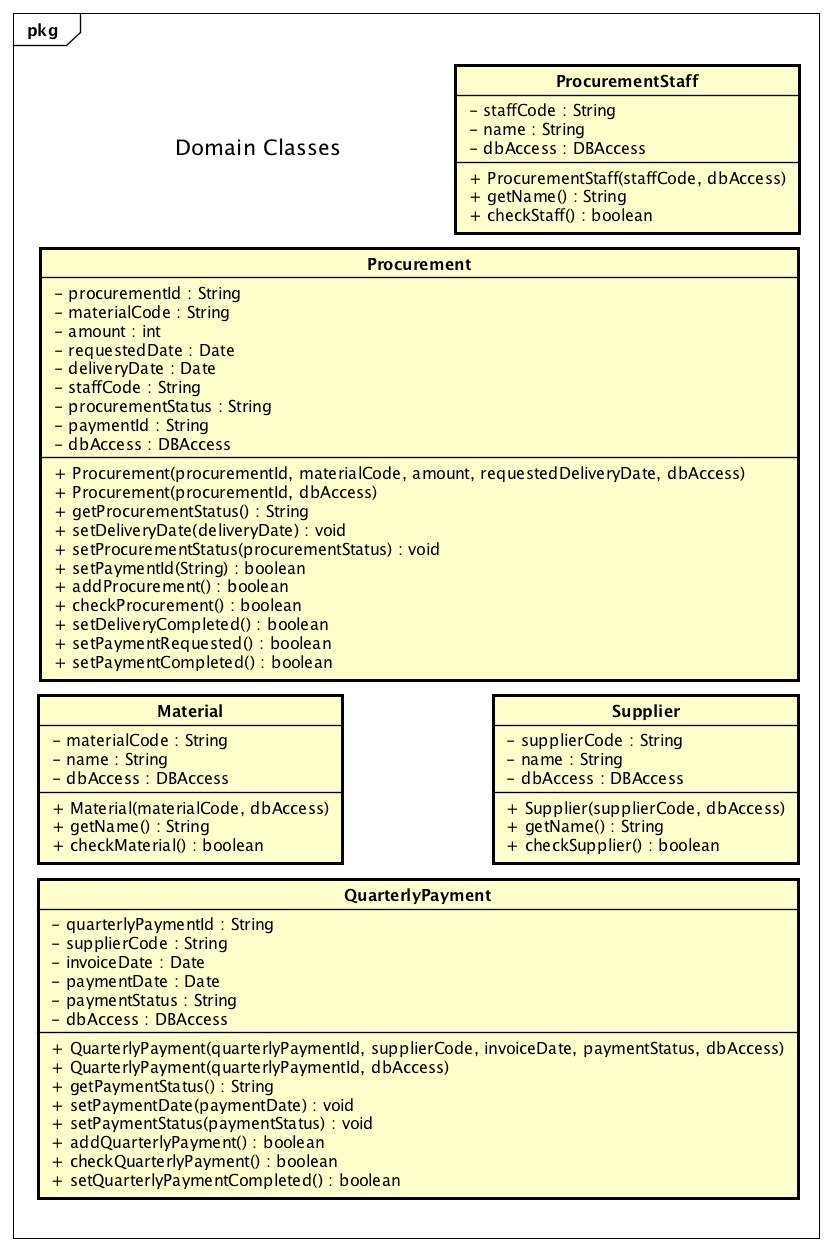 pkg
Domain Classes
ProcurementStaff
– staffCode : String
– name : String
– dbAccess : DBAccess
+ ProcurementStaff(staffCode, dbAccess)
+ getName() : String
+ checkStaff() : boolean
Procurement
– procurementId : String
– materialCode : String
– amount : int
– requestedDate : Date
– deliveryDate : Date
– staffCode : String
– procurementStatus : String
– paymentId : String
– dbAccess : DBAccess
+ Procurement(procurementId, materialCode, amount, requestedDeliveryDate, dbAccess)
+ Procurement(procurementId, dbAccess)
+ getProcurementStatus() : String
+ setDeliveryDate(deliveryDate) : void
+ setProcurementStatus(procurementStatus) : void
+ setPaymentId(String) : boolean
+ addProcurement() : boolean
+ checkProcurement() : boolean
+ setDeliveryCompleted() : boolean
+ setPaymentRequested() : boolean
+ setPaymentCompleted() : boolean
Material
– materialCode : String
– name : String
– dbAccess : DBAccess
+ Material(materialCode, dbAccess)
+ getName() : String
+ checkMaterial() : boolean
Supplier
– supplierCode : String
– name : String
– dbAccess : DBAccess
+ Supplier(supplierCode, dbAccess)
+ getName() : String
+ checkSupplier() : boolean
QuarterlyPayment
– quarterlyPaymentId : String
– supplierCode : String
– invoiceDate : Date
– paymentDate : Date
– paymentStatus : String
– dbAccess : DBAccess
+ QuarterlyPayment(quarterlyPaymentId, supplierCode, invoiceDate, paymentStatus, dbAccess)
+ QuarterlyPayment(quarterlyPaymentId, dbAccess)
+ getPaymentStatus() : String
+ setPaymentDate(paymentDate) : void
+ setPaymentStatus(paymentStatus) : void
+ addQuarterlyPayment() : boolean
+ checkQuarterlyPayment() : boolean
+ setQuarterlyPaymentCompleted() : boolean